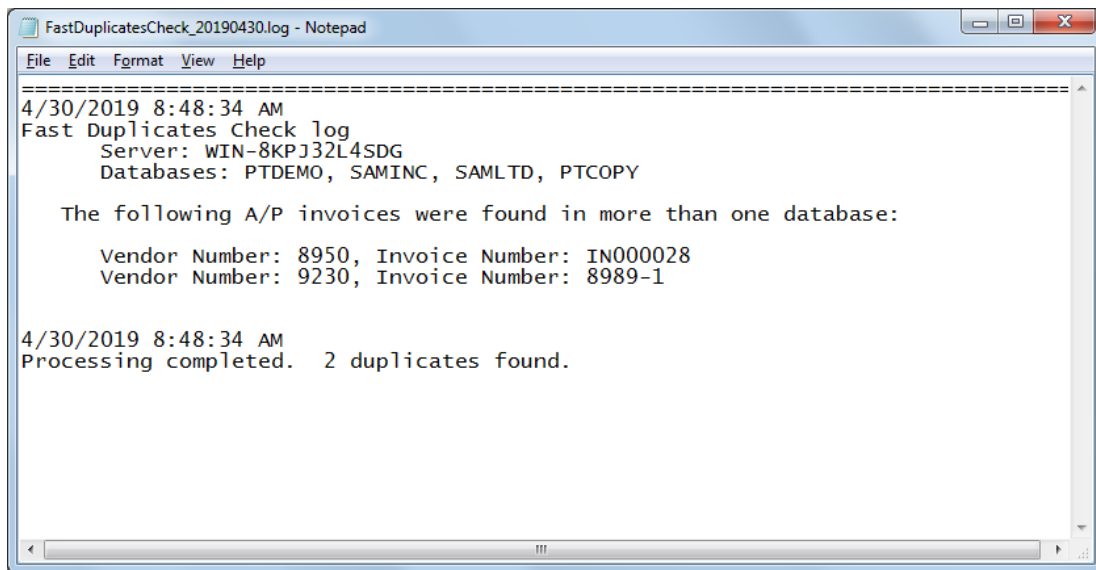 FastDuplicatesCheck_20190430.log - Notepad
File Edit Format View Help
================================================================================
4/30/2019 8:48:34 AM
Fast Duplicates Check log
Server: WIN-8KPJ32L4SDG
Databases: PTDEMO, SAMINC, SAMLTD, PTCOPY
The following A/P invoices were found in more than one database:
Vendor Number: 8950, Invoice Number: IN000028
Vendor Number: 9230, Invoice Number: 8989-1
4/30/2019 8:48:34 AM
Processing completed.  2 duplicates found.